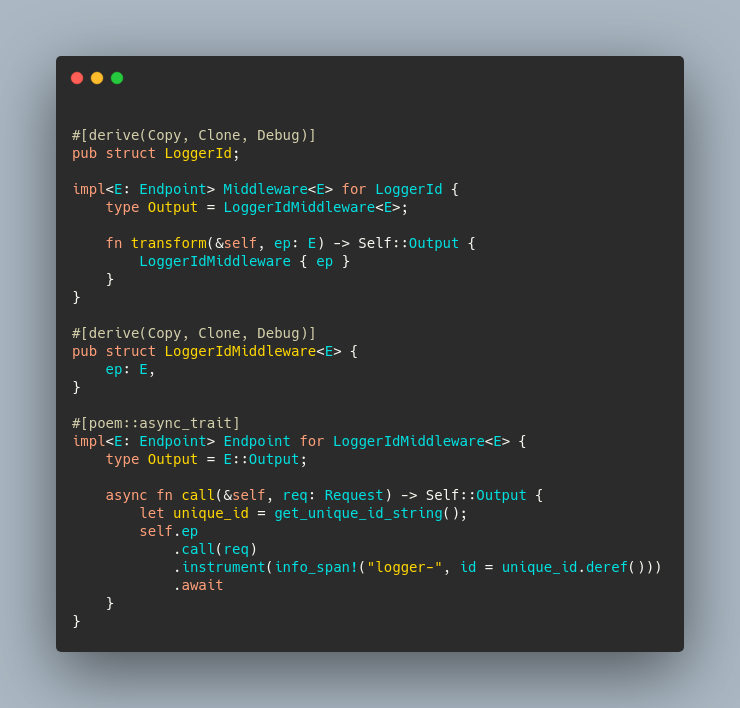 #[derive(Copy, Clone, Debug)]
pub struct LoggerId;

impl<E: Endpoint> Middleware<E> for LoggerId {
    type Output = LoggerIdMiddleware<E>;

    fn transform(&self, ep: E) -> Self::Output {
        LoggerIdMiddleware { ep }
    }
}

#[derive(Copy, Clone, Debug)]
pub struct LoggerIdMiddleware<E> {
    ep: E,
}

#[poem::async_trait]
impl<E: Endpoint> Endpoint for LoggerIdMiddleware<E> {
    type Output = E::Output;

    async fn call(&self, req: Request) -> Self::Output {
        let unique_id = get_unique_id_string();
        self.ep
            .call(req)
            .instrument(info_span!("logger-", id = unique_id.deref()))
            .await
    }
}